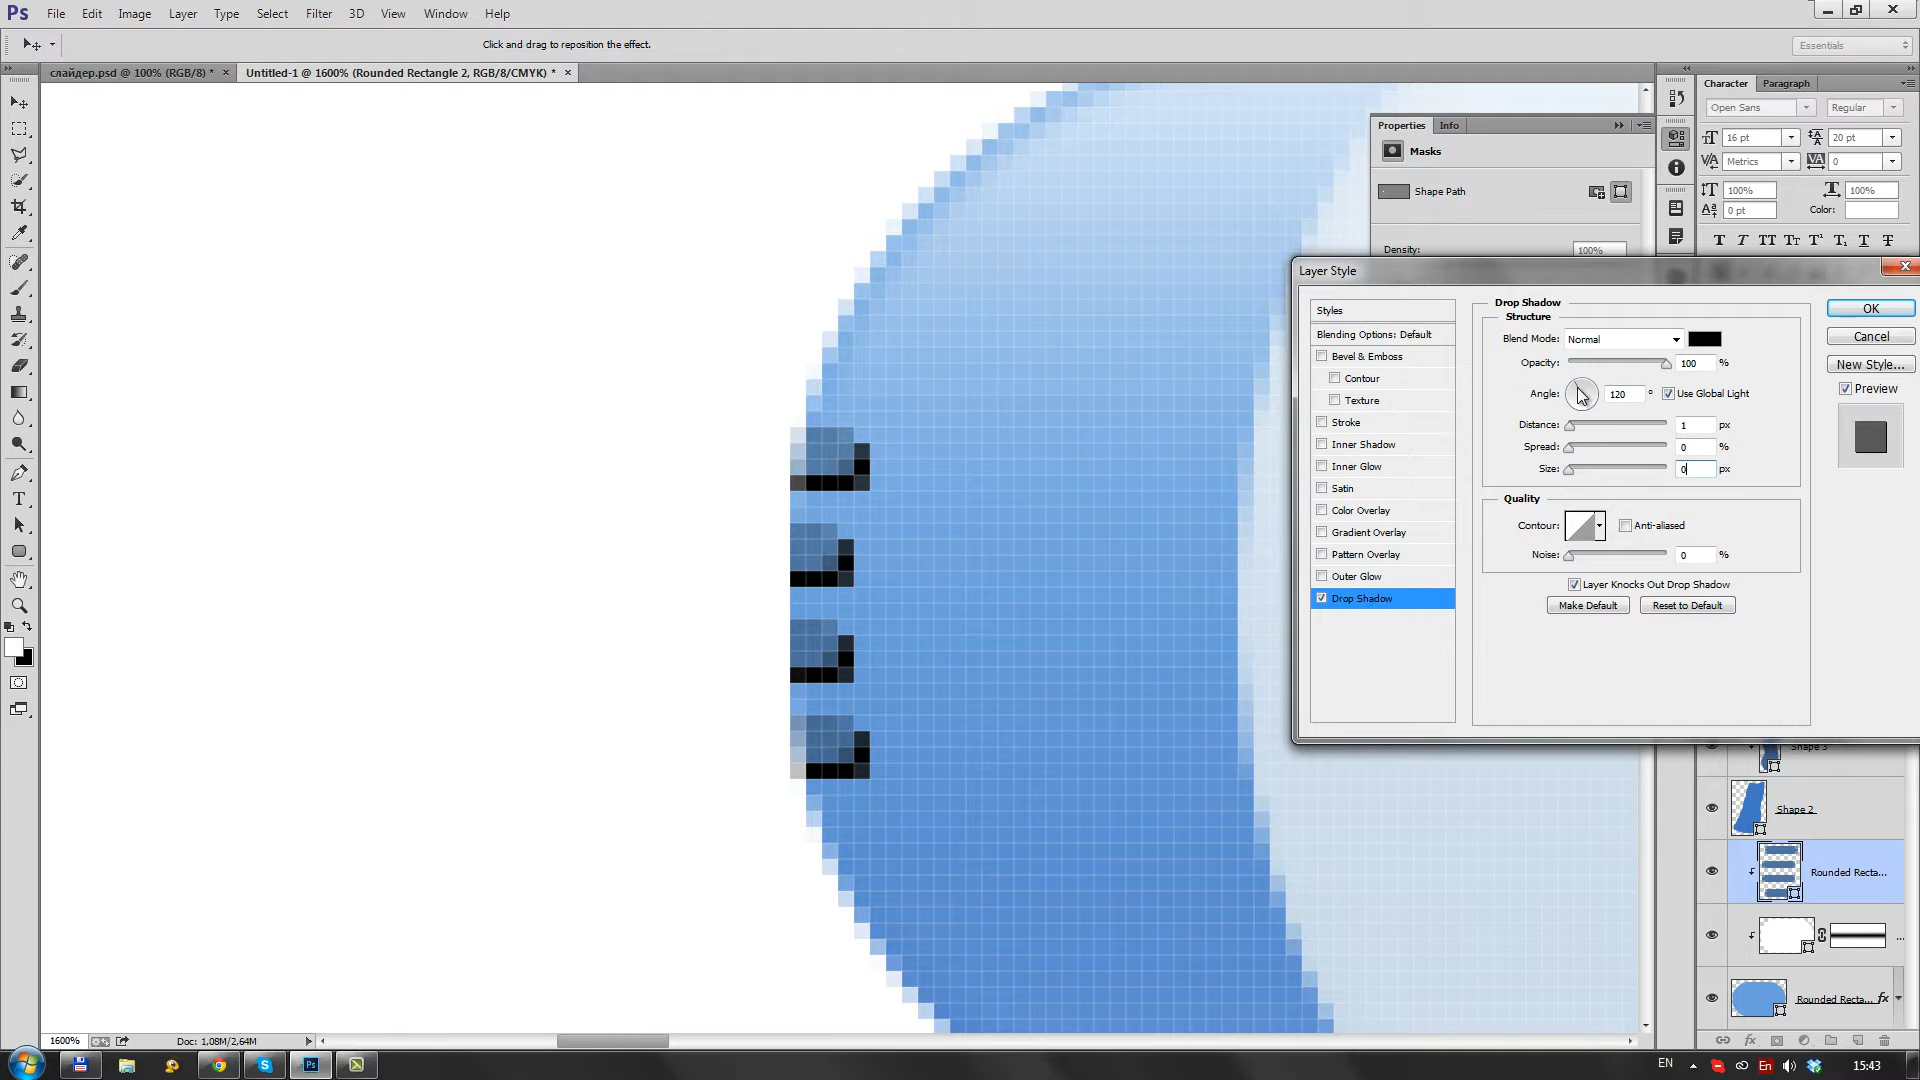 Ps File Edit Image Layer Type Select Filter 3D View Window Help
Click and drag to reposition the effect.
Essentials
слайдер.psd @ 100% (RGB/8) * × Untitled-1 @ 1600% (Rounded Rectangle 2, RGB/8/CMYK) * ×
Character Paragraph
Open Sans Regular
16 pt 20 pt
Metrics 0
100% 100%
0 pt Color:
Properties Info
Masks
Shape Path
Density: 100%
Layer Style
Styles
Blending Options: Default
Bevel & Emboss
Contour
Texture
Stroke
Inner Shadow
Inner Glow
Satin
Color Overlay
Gradient Overlay
Pattern Overlay
Outer Glow
Drop Shadow
Drop Shadow
Structure
Blend Mode: Normal
Opacity: 100 %
Angle: 120 ° Use Global Light
Distance: 1 px
Spread: 0 %
Size: 0 px
Quality
Contour: Anti-aliased
Noise: 0 %
Layer Knocks Out Drop Shadow
Make Default Reset to Default
OK
Cancel
New Style...
Preview
Shape 3
Shape 2
Rounded Recta...
...
Rounded Recta... fx
1600% Doc: 1,08M/2,64M
EN En 15:43